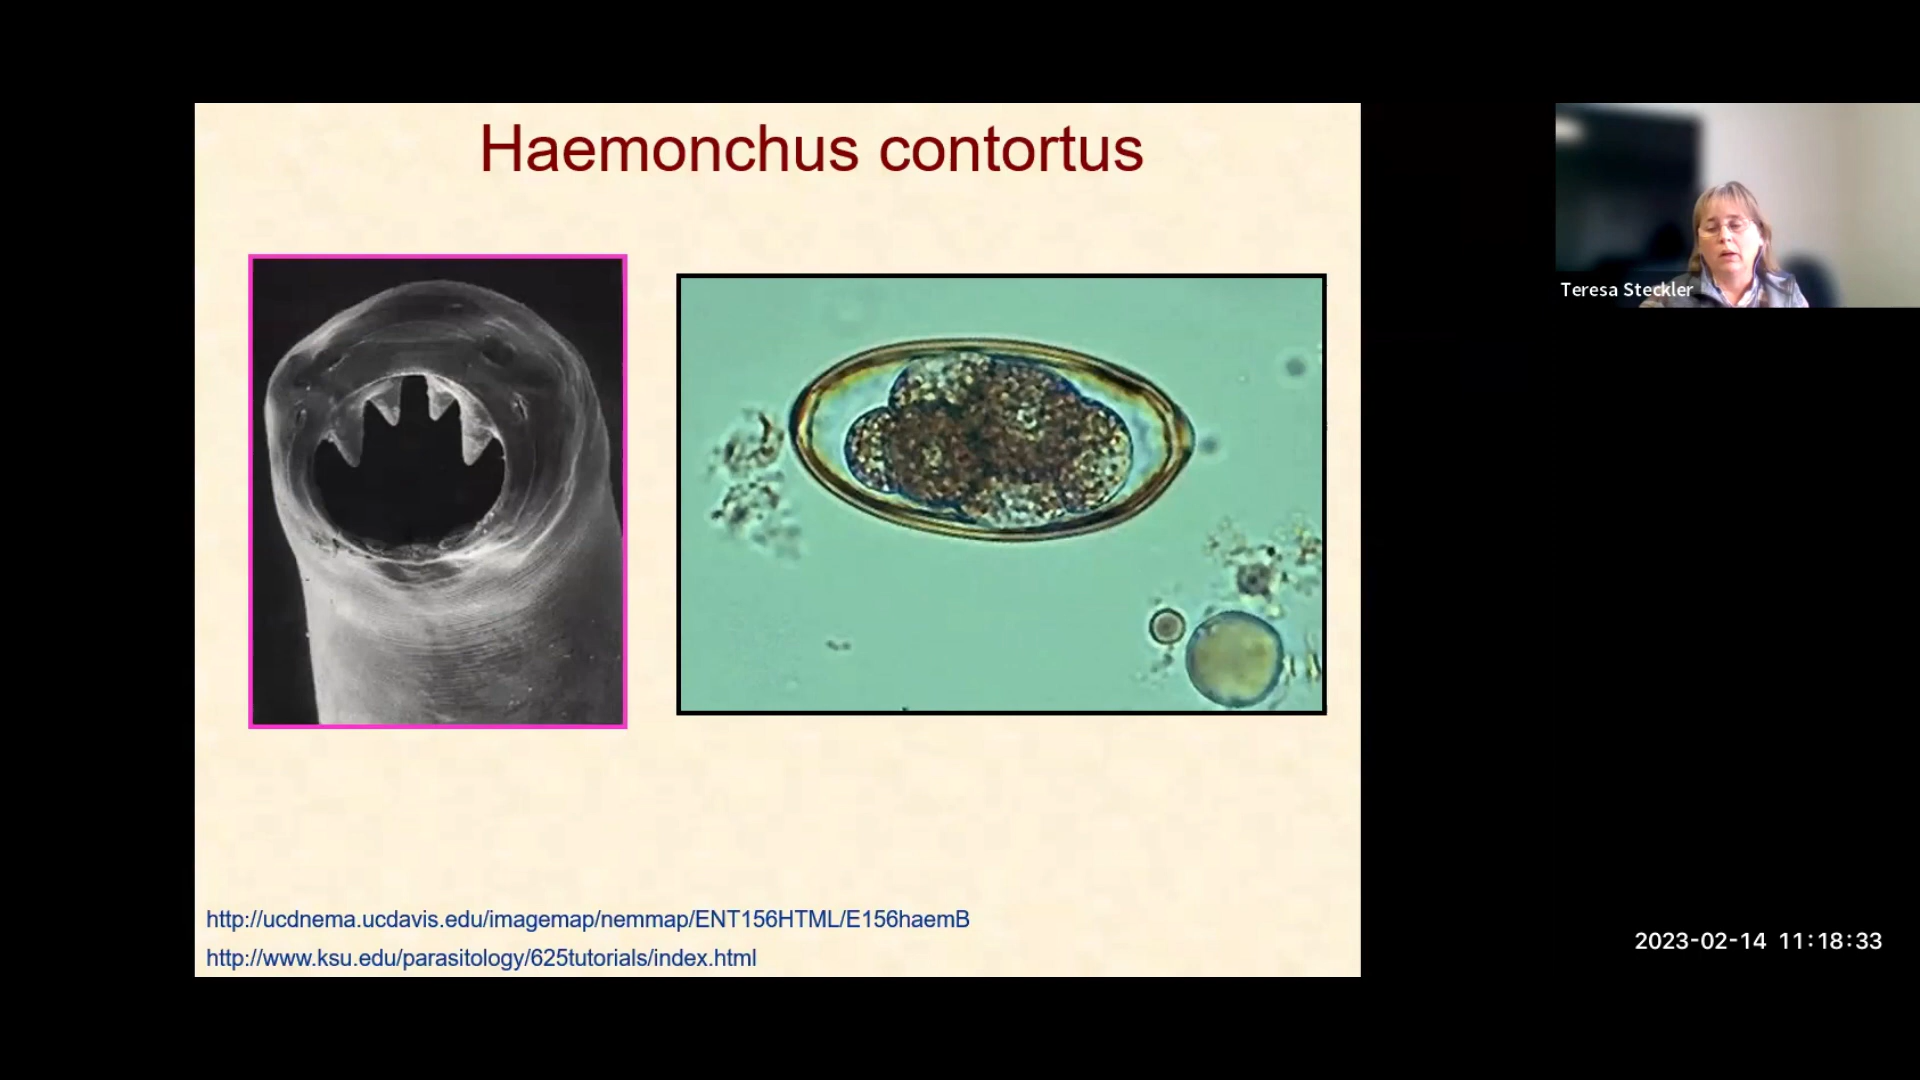 Haemonchus contortus
Teresa Steckler
http://ucdnema.ucdavis.edu/imagemap/nemmap/ENT156HTML/E156haemB
http://www.ksu.edu/parasitology/625tutorials/index.html
2023-02-14 11:18:33